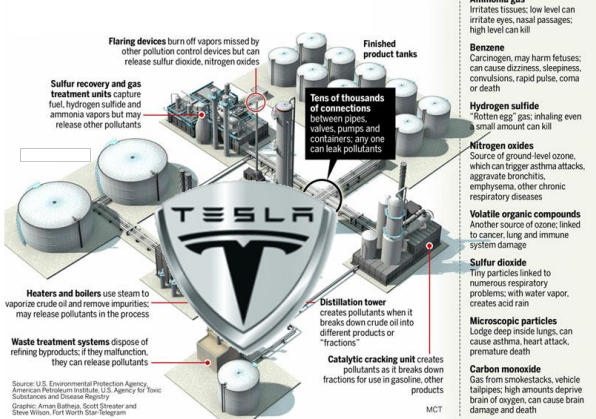 Flaring devices burn off vapors missed by
other pollution control devices but can
release sulfur dioxide, nitrogen oxides
Finished
product tanks
Sulfur recovery and gas
treatment units capture
fuel, hydrogen sulfide and
ammonia vapors but may
release other pollutants
Tens of thousands
of connections
between pipes,
valves, pumps and
containers; any one
can leak pollutants
TESLA
Heaters and boilers use steam to
vaporize crude oil and remove impurities;
may release pollutants in the process
Waste treatment systems dispose of
refining byproducts; if they malfunction,
they can release pollutants
Distillation tower
creates pollutants when it
breaks down crude oil into
different products or
“fractions”
Catalytic cracking unit creates
pollutants as it breaks down
fractions for use in gasoline, other
products
Source: U.S. Environmental Protection Agency,
American Petroleum Institute, U.S. Agency for Toxic
Substances and Disease Registry
Graphic: Aman Batheja, Scott Streater and
Steve Wilson, Fort Worth Star-Telegram
MCT
Ammonia gas
Irritates tissues; low level can
irritate eyes, nasal passages;
high level can kill
Benzene
Carcinogen, may harm fetuses;
can cause dizziness, sleepiness,
convulsions, rapid pulse, coma
or death
Hydrogen sulfide
“Rotten egg” gas; inhaling even
a small amount can kill
Nitrogen oxides
Source of ground-level ozone,
which can trigger asthma attacks,
aggravate bronchitis,
emphysema, other chronic
respiratory diseases
Volatile organic compounds
Another source of ozone; linked
to cancer, lung and immune
system damage
Sulfur dioxide
Tiny particles linked to
numerous respiratory
problems; with water vapor,
creates acid rain
Microscopic particles
Lodge deep inside lungs, can
cause asthma, heart attack,
premature death
Carbon monoxide
Gas from smokestacks, vehicle
tailpipes; high amounts deprive
brain of oxygen, can cause brain
damage and death